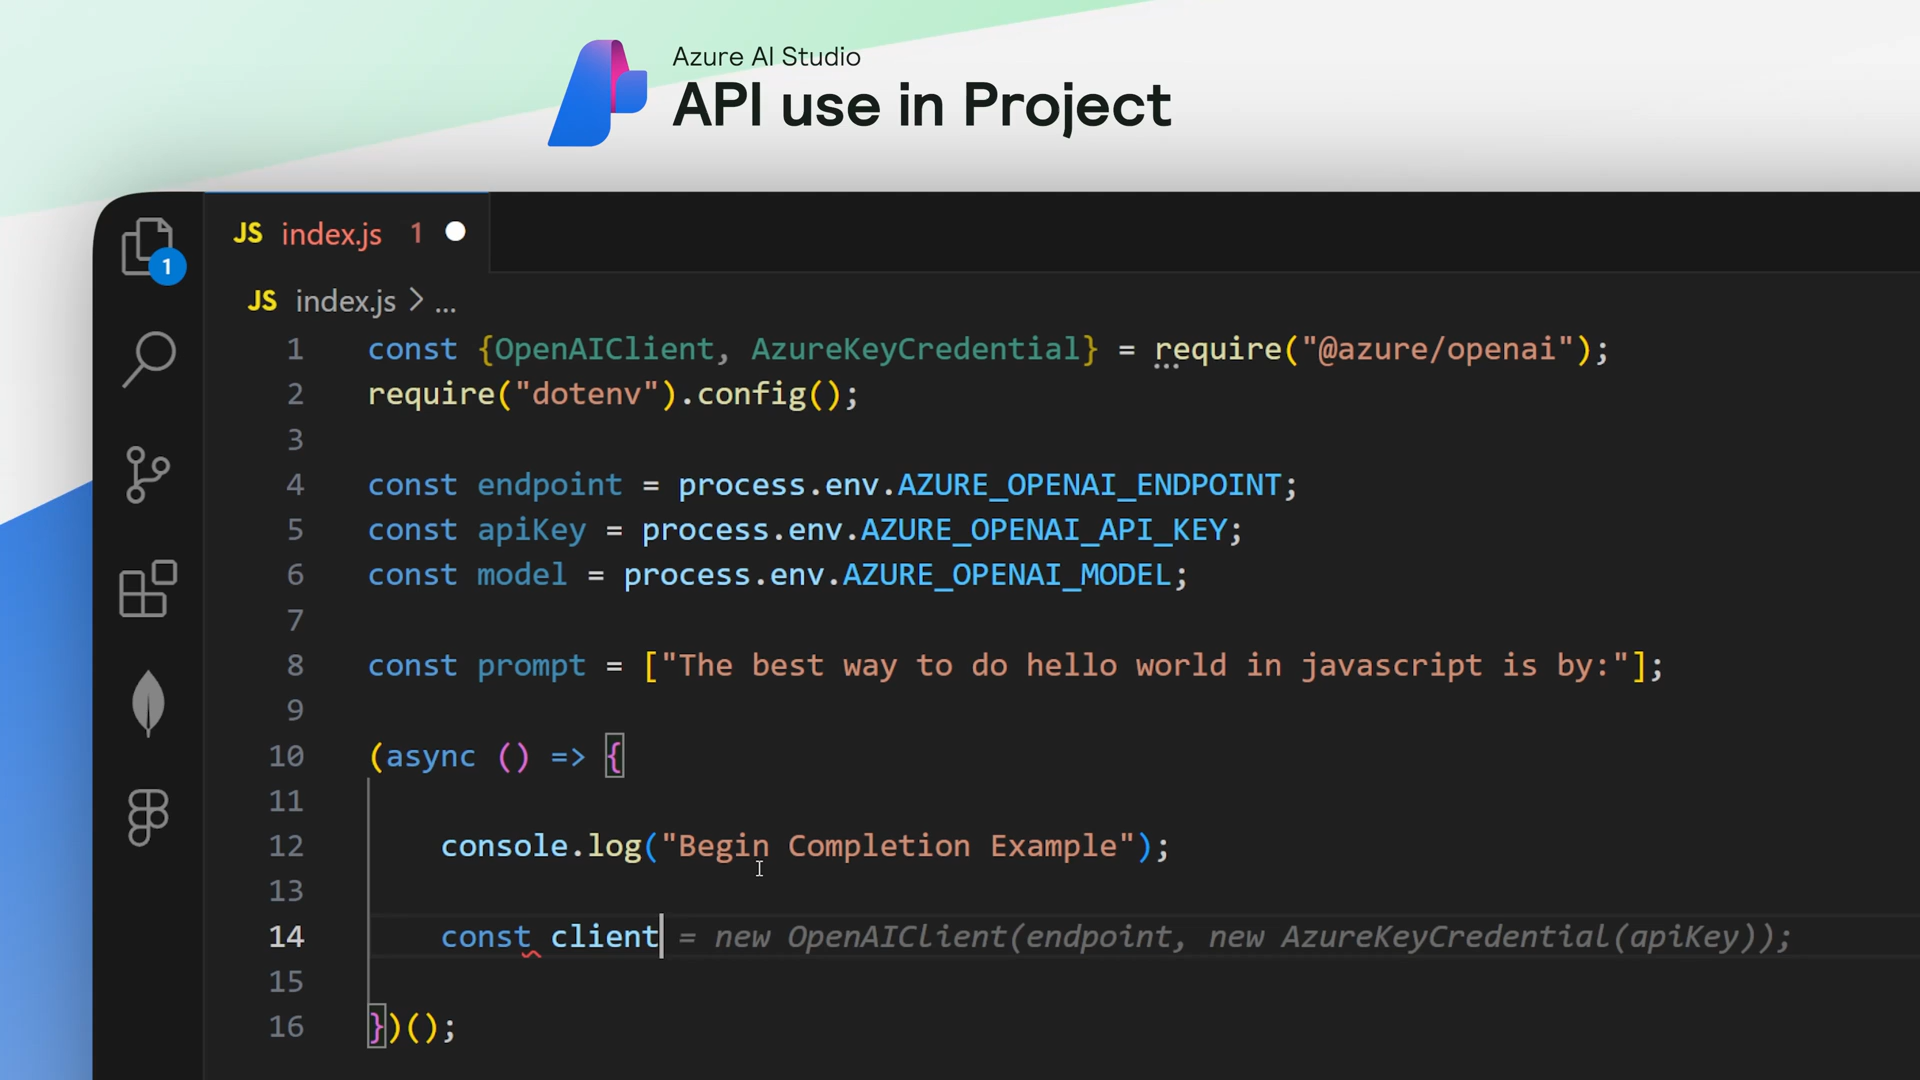 Azure AI Studio
API use in Project
1
JS index.js 1
JS index.js > ...
1 const {OpenAIClient, AzureKeyCredential} = require("@azure/openai");
2 require("dotenv").config();
3
4 const endpoint = process.env.AZURE_OPENAI_ENDPOINT;
5 const apiKey = process.env.AZURE_OPENAI_API_KEY;
6 const model = process.env.AZURE_OPENAI_MODEL;
7
8 const prompt = ["The best way to do hello world in javascript is by:"];
9
10 (async () => {
11
12 console.log("Begin Completion Example");
13
14 const client = new OpenAIClient(endpoint, new AzureKeyCredential(apiKey));
15
16 })();